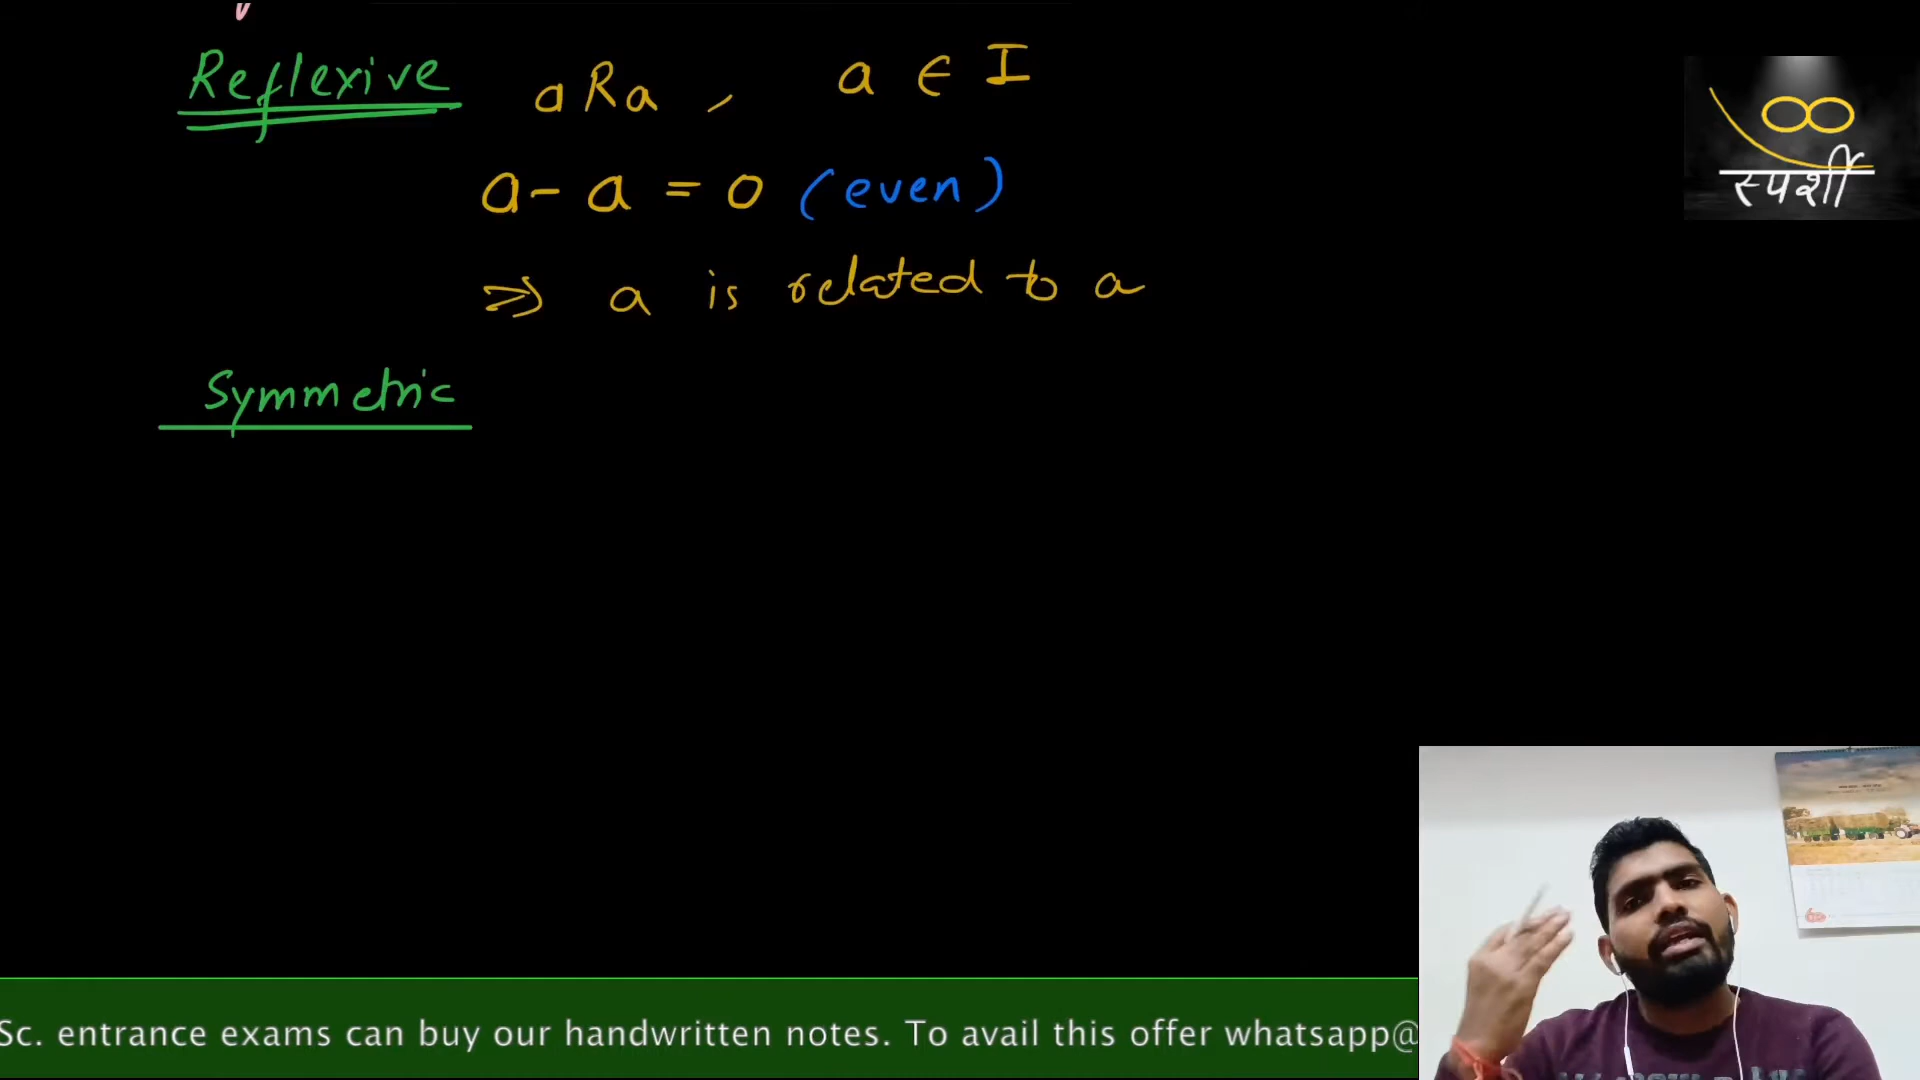 Reflexive aRa, a ∈ I
a - a = 0 (even)
⇒ a is related to a
Symmetric
स्पर्शी
Sc. entrance exams can buy our handwritten notes. To avail this offer whatsapp@